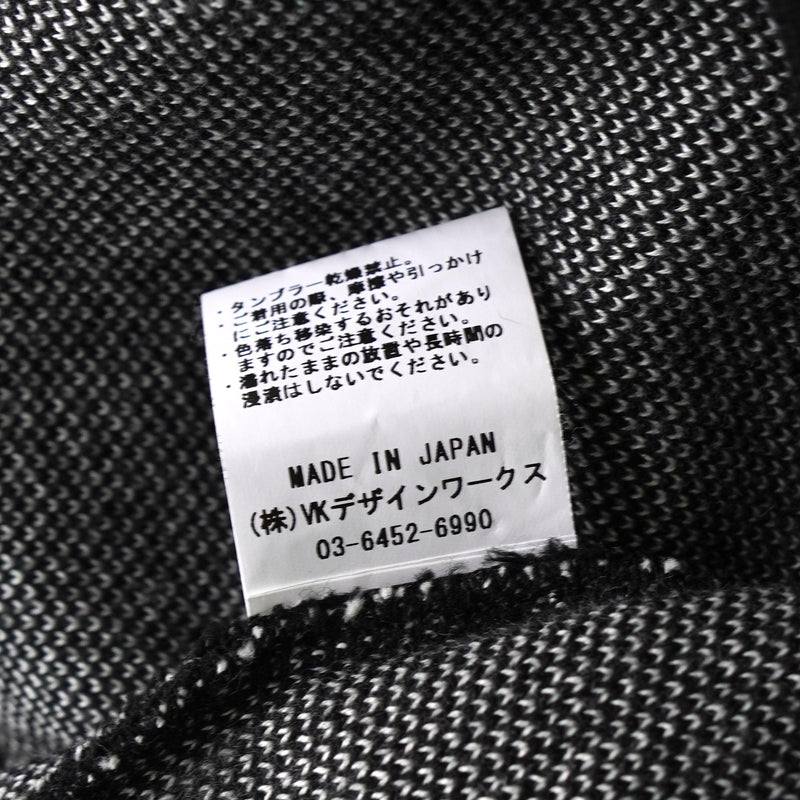 ・タンブラー乾燥禁止。
・ご着用の際、摩擦や引っかけ
にご注意ください。
・色落ち移染するおそれがあり
ますのでご注意ください。
・濡れたままの放置や長時間の
浸漬はしないでください。
MADE IN JAPAN
(株)VKデザインワークス
03-6452-6990